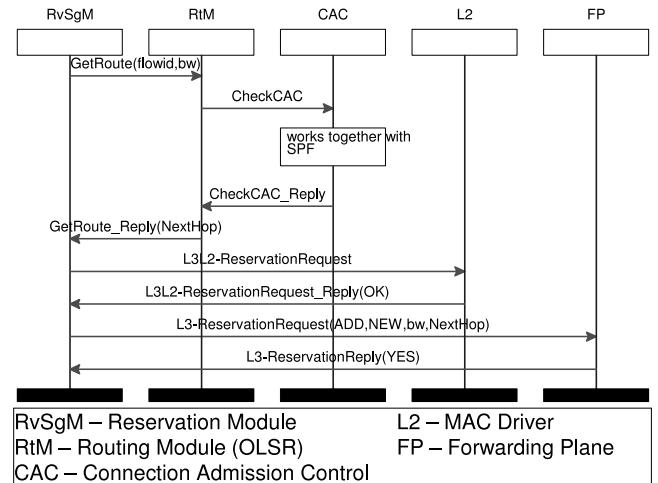 RvSgM RtM CAC L2 FP
GetRoute(flowid,bw)
CheckCAC
works together with
SPF
CheckCAC_Reply
GetRoute_Reply(NextHop)
L3L2-ReservationRequest
L3L2-ReservationRequest_Reply(OK)
L3-ReservationRequest(ADD,NEW,bw,NextHop)
L3-ReservationReply(YES)
RvSgM – Reservation Module L2 – MAC Driver
RtM – Routing Module (OLSR) FP – Forwarding Plane
CAC – Connection Admission Control